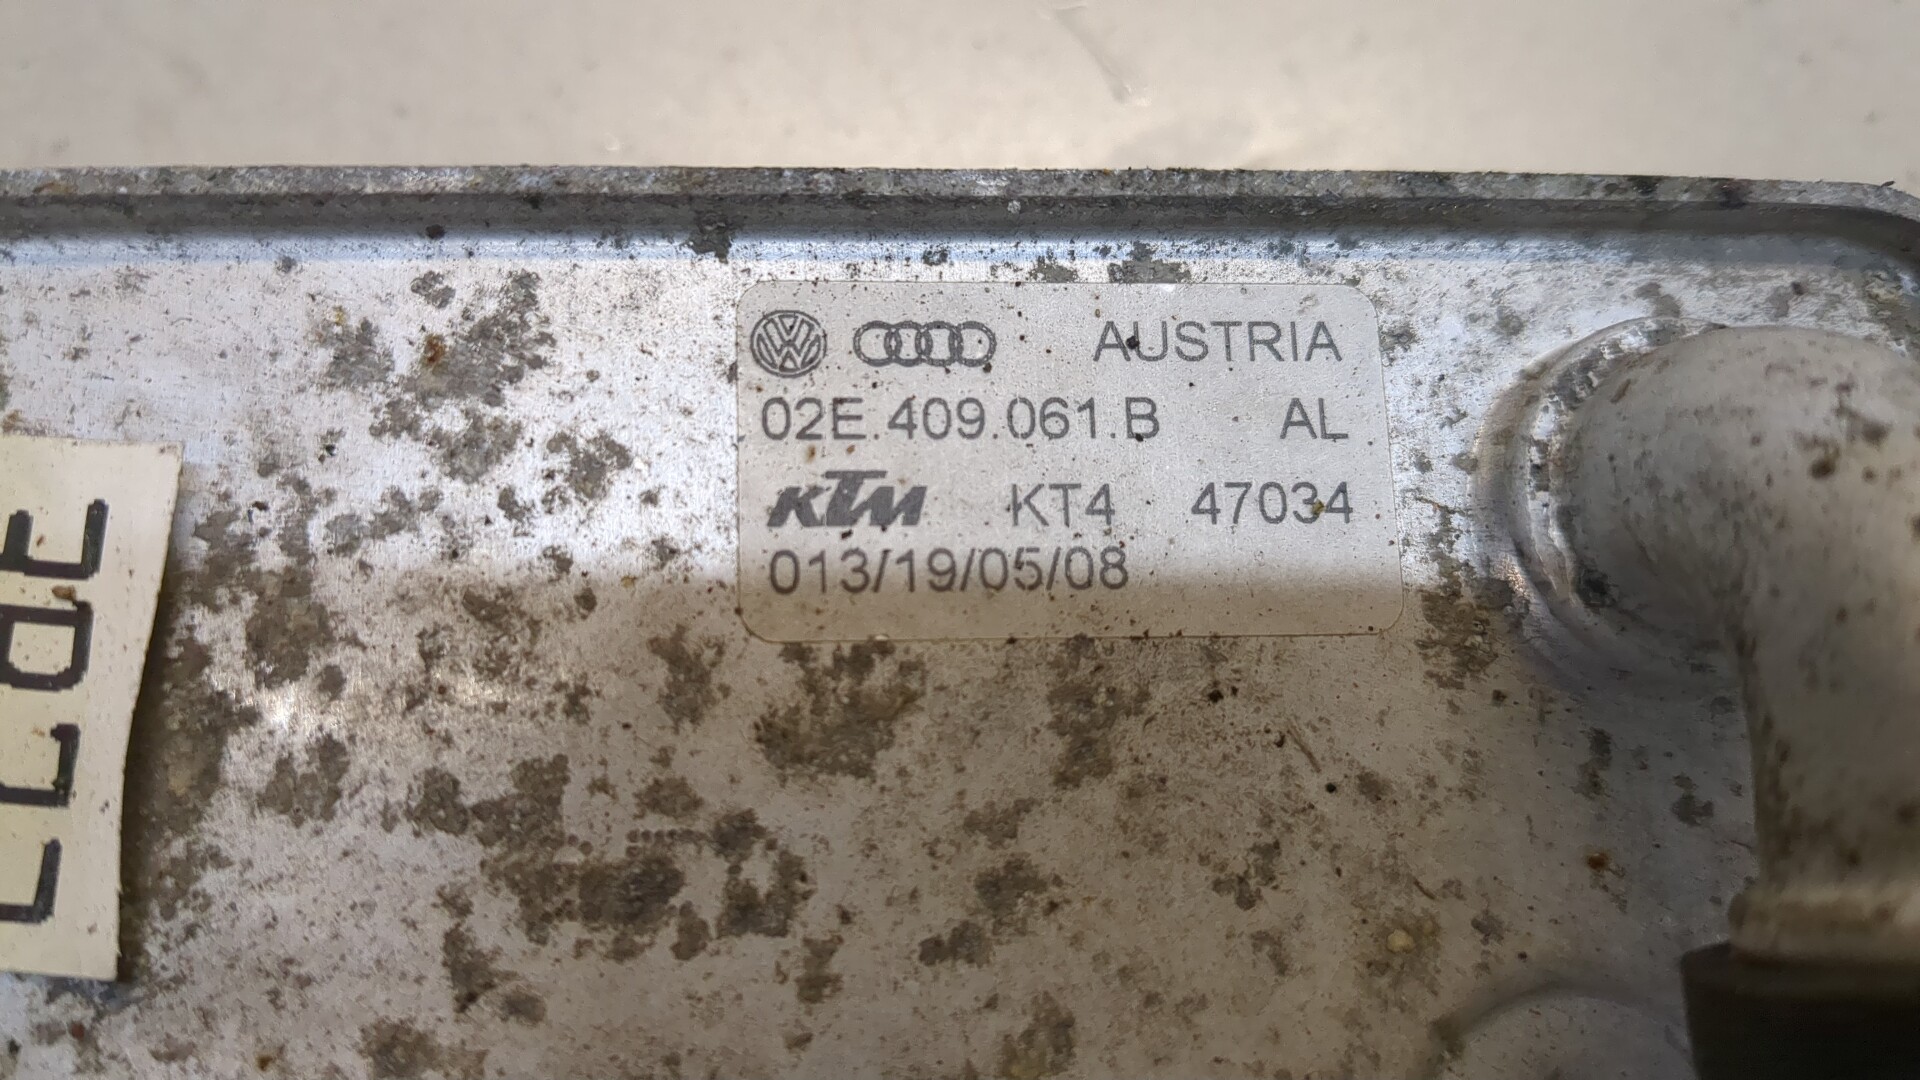 AUSTRIA
02E.409.061.B AL
KTM KT4 47034
013/19/05/08